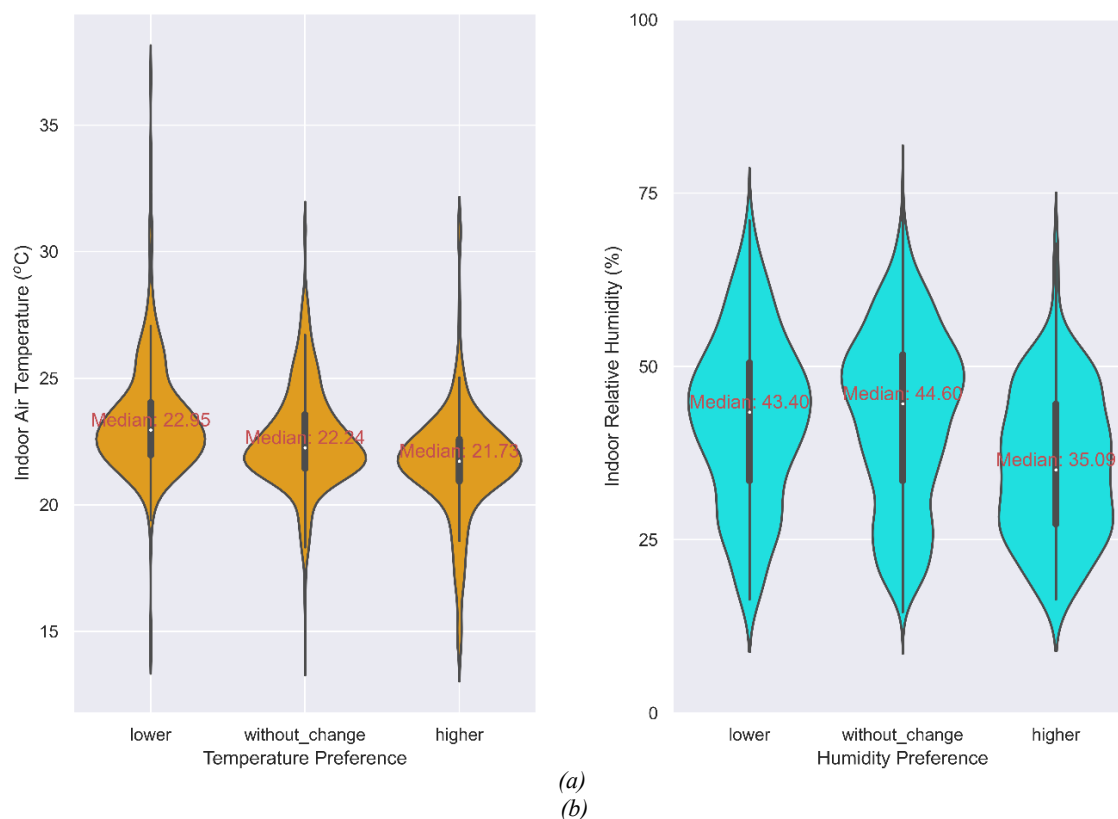 Indoor Air Temperature (°C)
35
30
25
20
15
Median: 22.95
Median: 22.24
Median: 21.73
lower
without_change
higher
Temperature Preference
Indoor Relative Humidity (%)
100
75
50
25
0
Median: 43.40
Median: 44.60
Median: 35.09
lower
without_change
higher
Humidity Preference
(a)
(b)